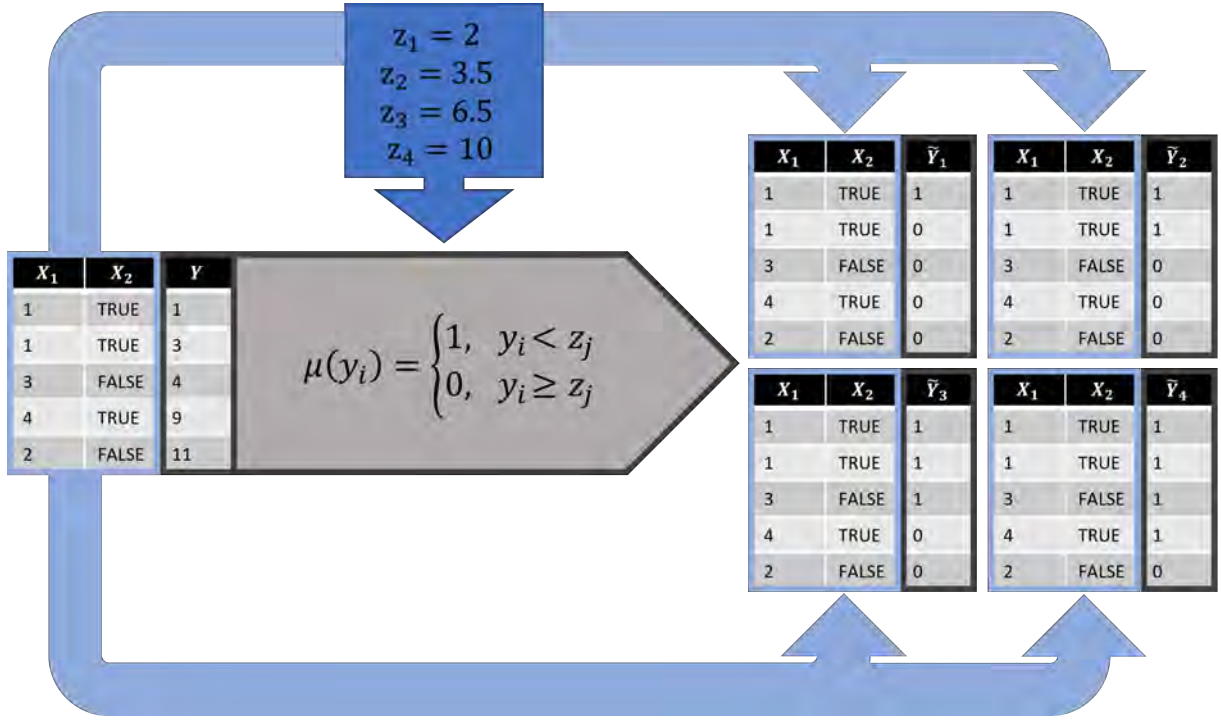 z₁ = 2
z₂ = 3.5
z₃ = 6.5
z₄ = 10
X₁ X₂ Y
1 TRUE 1
1 TRUE 3
3 FALSE 4
4 TRUE 9
2 FALSE 11
μ(yᵢ) = {1, yᵢ < zⱼ
0, yᵢ ≥ zⱼ
X₁ X₂ Ỹ₁
1 TRUE 1
1 TRUE 0
3 FALSE 0
4 TRUE 0
2 FALSE 0
X₁ X₂ Ỹ₂
1 TRUE 1
1 TRUE 1
3 FALSE 0
4 TRUE 0
2 FALSE 0
X₁ X₂ Ỹ₃
1 TRUE 1
1 TRUE 1
3 FALSE 1
4 TRUE 0
2 FALSE 0
X₁ X₂ Ỹ₄
1 TRUE 1
1 TRUE 1
3 FALSE 1
4 TRUE 1
2 FALSE 0